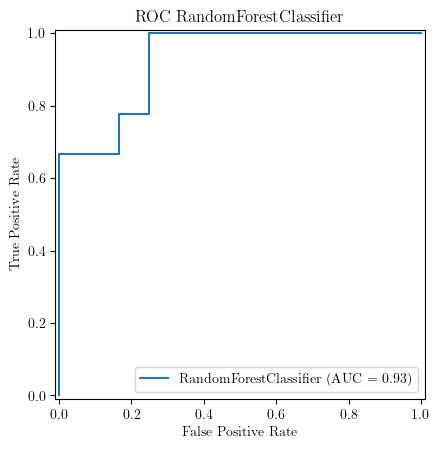 ROC RandomForestClassifier
1.0
0.8
0.6
0.4
0.2
0.0
True Positive Rate
RandomForestClassifier (AUC = 0.93)
0.0 0.2 0.4 0.6 0.8 1.0
False Positive Rate